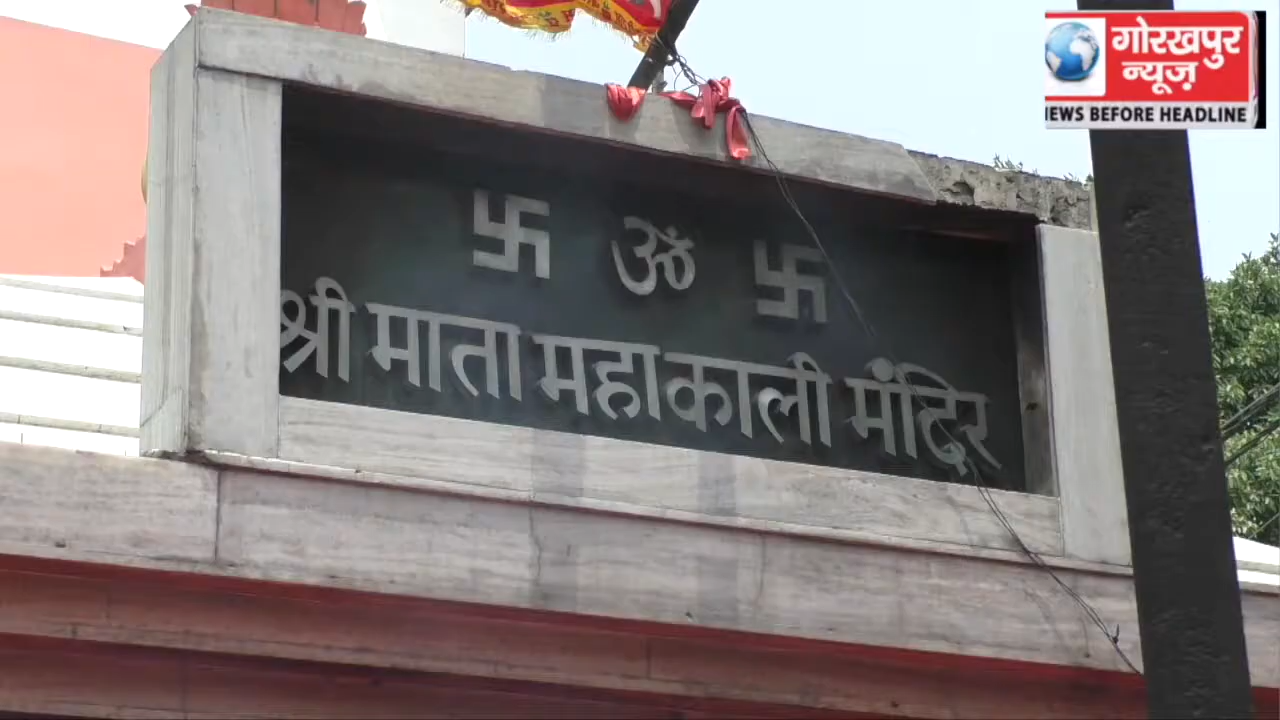 卐 ॐ 卐
श्री माता महाकाली मंदिर
गोरखपुर
न्यूज़
NEWS BEFORE HEADLINE